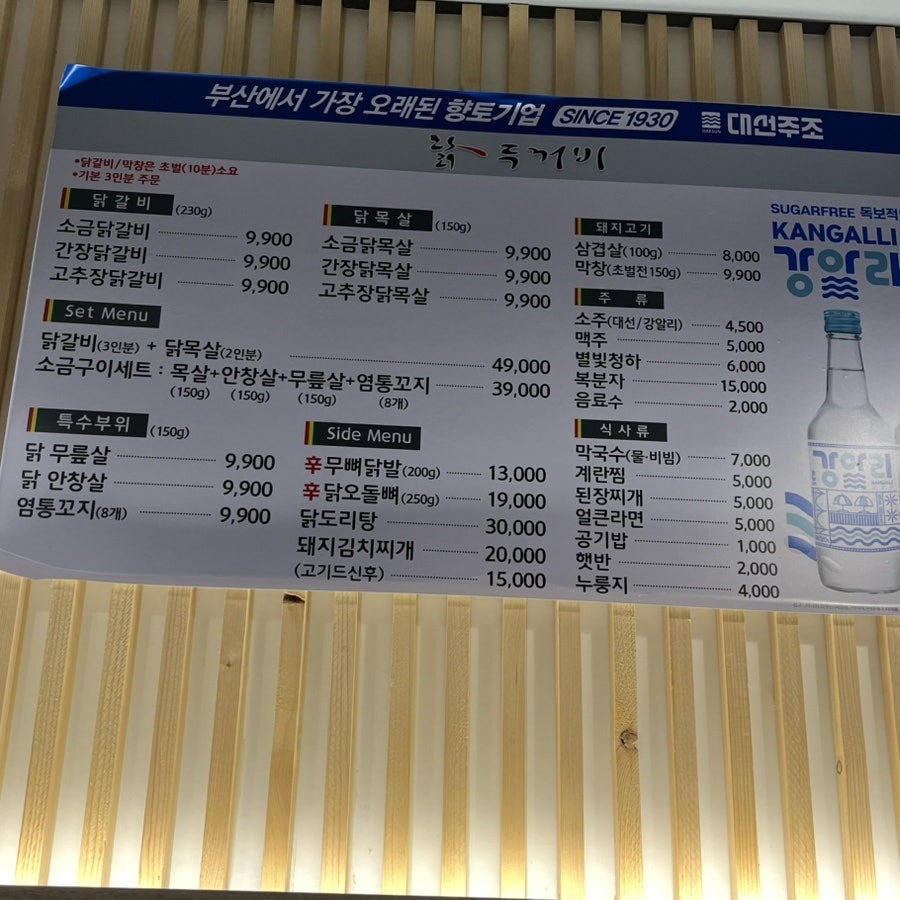 부산에서 가장 오래된 향토기업 SINCE 1930 대선주조
닭 두꺼비
•닭갈비/막창은 초벌(10분)소요
•기본 3인분 주문
닭갈비 (230g)
소금닭갈비 9,900
간장닭갈비 9,900
고추장닭갈비 9,900
닭목살 (150g)
소금닭목살 9,900
간장닭목살 9,900
고추장닭목살 9,900
Set Menu
닭갈비(3인분) + 닭목살(2인분) 49,000
소금구이세트 : 목살+안창살+무릎살+염통꼬지 39,000
(150g) (150g) (150g) (8개)
특수부위 (150g)
닭 무릎살 9,900
닭 안창살 9,900
염통꼬지(8개) 9,900
Side Menu
辛무뼈닭발(200g) 13,000
辛닭오돌뼈(250g) 19,000
닭도리탕 30,000
돼지김치찌개 20,000
(고기드신후) 15,000
돼지고기
삼겹살(100g) 8,000
막창(초벌전150g) 9,900
주 류
소주(대선/강알리) 4,500
맥주 5,000
별빛청하 6,000
복분자 15,000
음료수 2,000
식사류
막국수(물·비빔) 7,000
계란찜 5,000
된장찌개 5,000
얼큰라면 5,000
공기밥 1,000
햇반 2,000
누룽지 4,000
SUGARFREE 독보적
KANGALLI
강알리
강알리